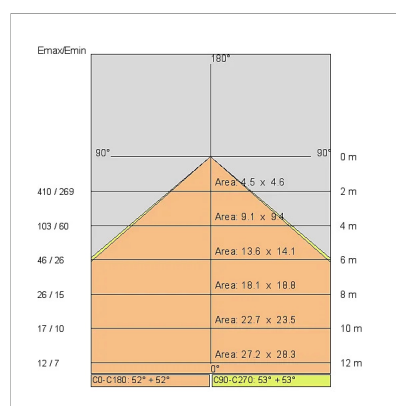 Emax/Emin
180°
90° 90° 0 m
Area: 4.5 x 4.6
410 / 269 2 m
Area: 9.1 x 9.4
103 / 60 4 m
Area: 13.6 x 14.1
46 / 26 6 m
Area: 18.1 x 18.8
26 / 15 8 m
Area: 22.7 x 23.5
17 / 10 10 m
Area: 27.2 x 28.3
12 / 7 12 m
0°
C0-C180: 52° + 52° C90-C270: 53° + 53°